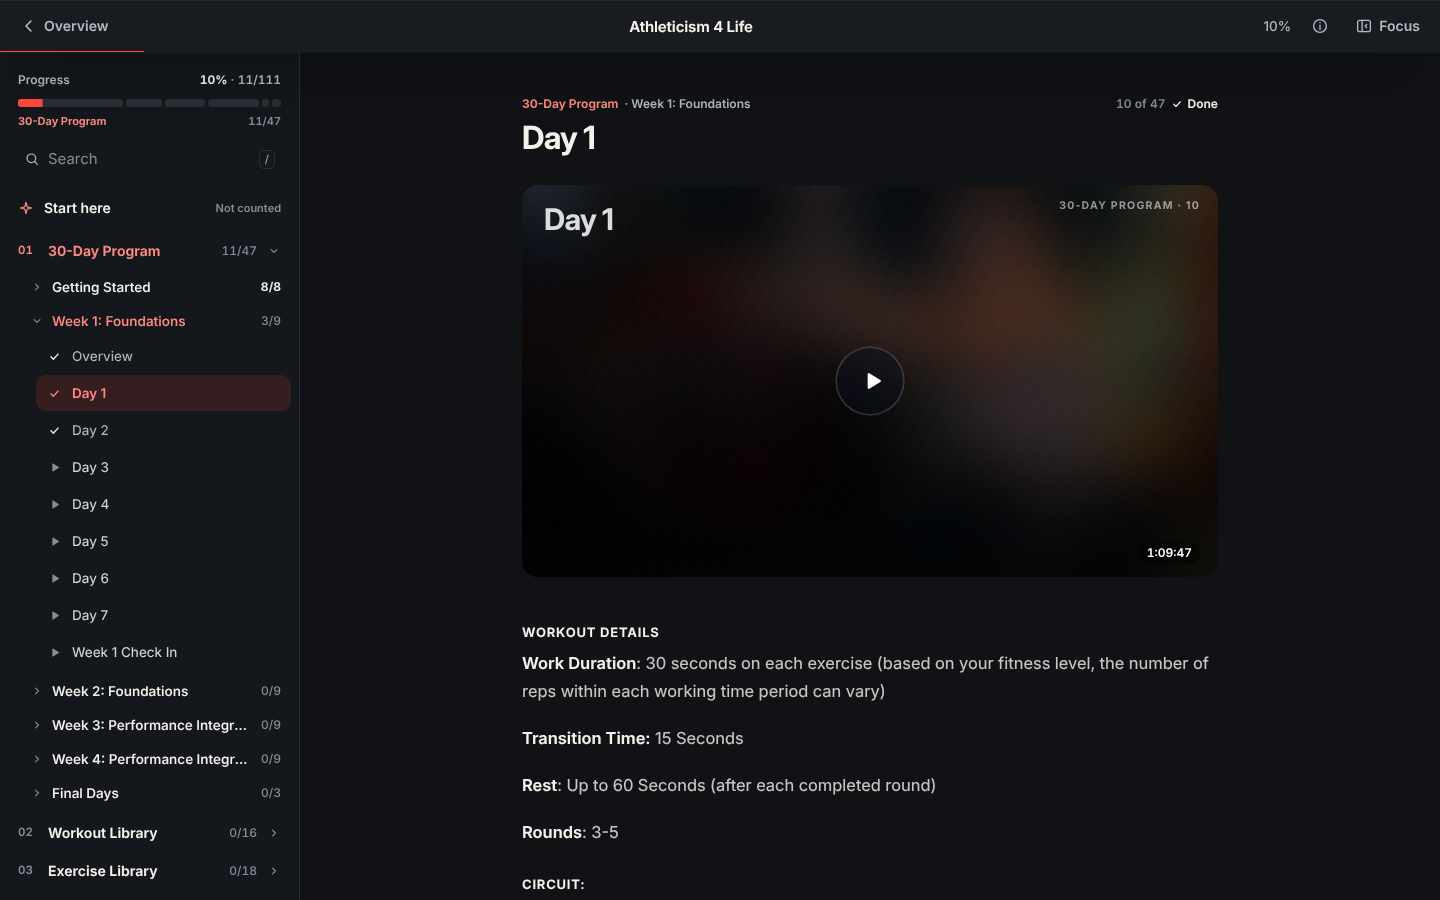 Overview
Athleticism 4 Life
10%
Focus
Progress
10% · 11/111
30-Day Program
11/47
Search
/
Start here
Not counted
01
30-Day Program
11/47
Getting Started
8/8
Week 1: Foundations
3/9
Overview
Day 1
Day 2
Day 3
Day 4
Day 5
Day 6
Day 7
Week 1 Check In
Week 2: Foundations
0/9
Week 3: Performance Integr...
0/9
Week 4: Performance Integr...
0/9
Final Days
0/3
02
Workout Library
0/16
03
Exercise Library
0/18
30-Day Program · Week 1: Foundations
10 of 47
Done
Day 1
Day 1
30-DAY PROGRAM · 10
1:09:47
WORKOUT DETAILS
Work Duration: 30 seconds on each exercise (based on your fitness level, the number of
reps within each working time period can vary)
Transition Time: 15 Seconds
Rest: Up to 60 Seconds (after each completed round)
Rounds: 3-5
CIRCUIT: